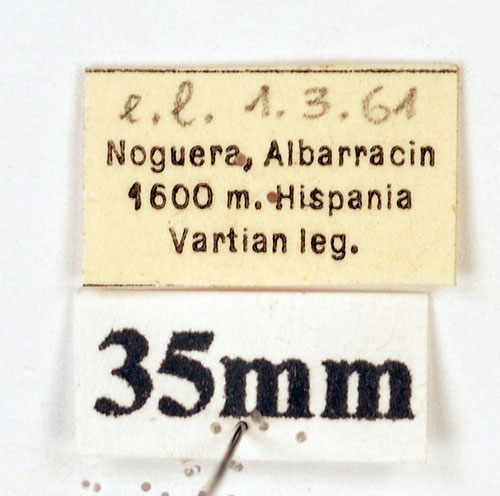 e.l. 1.3.61
Noguera, Albarracin
1600 m. Hispania
Vartian leg.
35mm